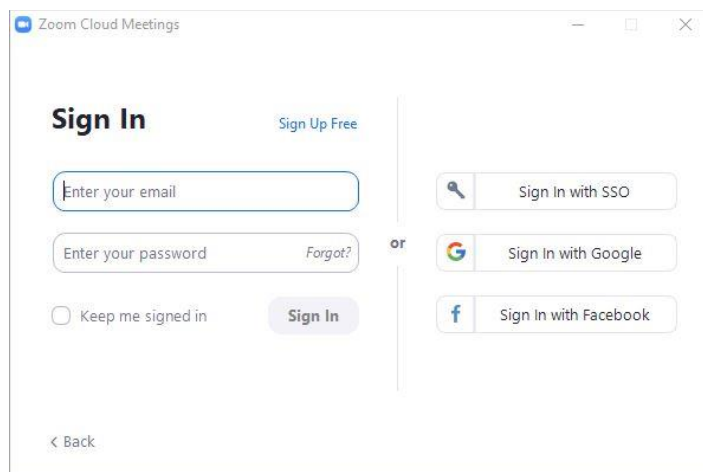 Zoom Cloud Meetings
Sign In
Sign Up Free
Enter your email
Enter your password
Forgot?
Keep me signed in
Sign In
or
Sign In with SSO
Sign In with Google
Sign In with Facebook
Back